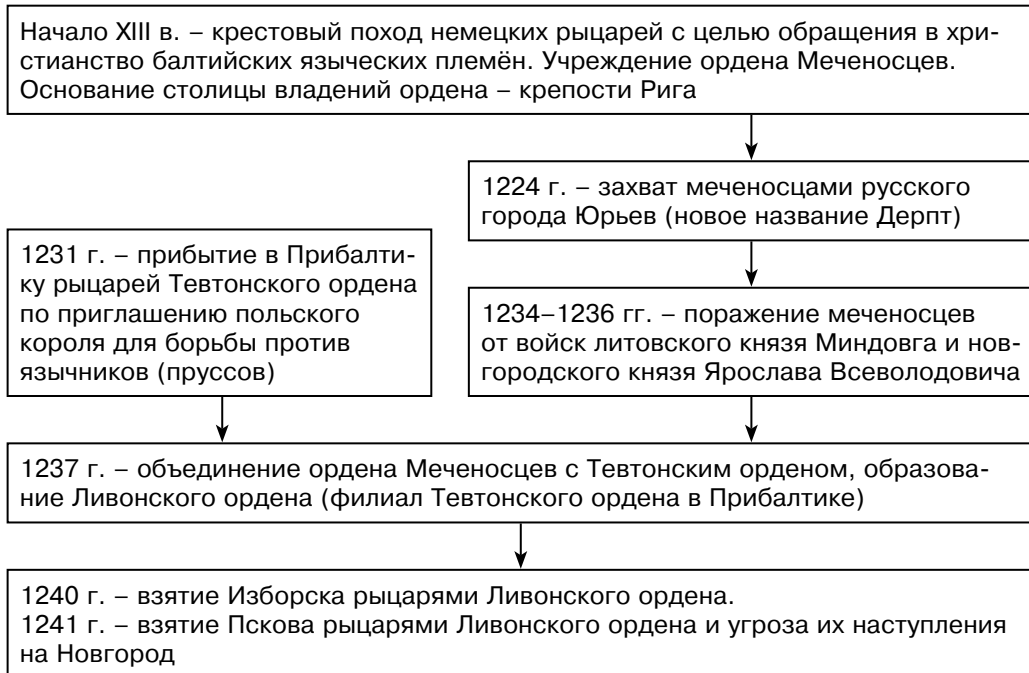 Начало XIII в. – крестовый поход немецких рыцарей с целью обращения в хри-
стианство балтийских языческих племён. Учреждение ордена Меченосцев.
Основание столицы владений ордена – крепости Рига
1224 г. – захват меченосцами русского
города Юрьев (новое название Дерпт)
1231 г. – прибытие в Прибалти-
ку рыцарей Тевтонского ордена
по приглашению польского
короля для борьбы против
язычников (пруссов)
1234–1236 гг. – поражение меченосцев
от войск литовского князя Миндовга и нов-
городского князя Ярослава Всеволодовича
1237 г. – объединение ордена Меченосцев с Тевтонским орденом, образова-
ние Ливонского ордена (филиал Тевтонского ордена в Прибалтике)
1240 г. – взятие Изборска рыцарями Ливонского ордена.
1241 г. – взятие Пскова рыцарями Ливонского ордена и угроза их наступления
на Новгород